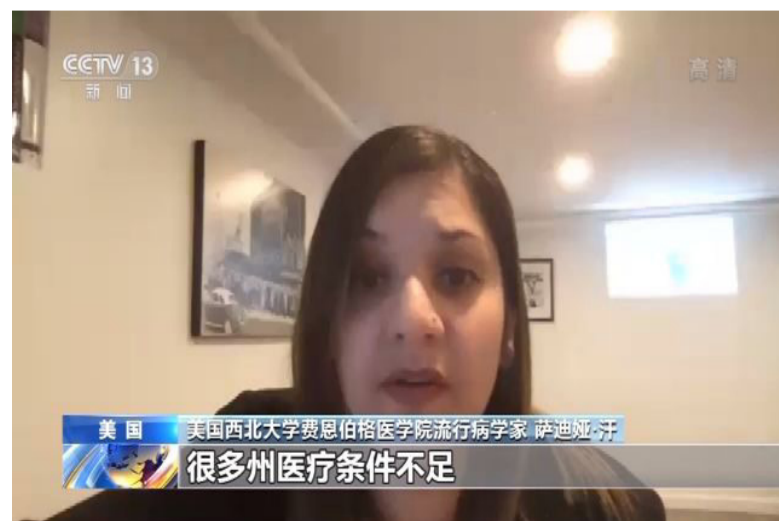 CCTV 13
新闻
高清
美国
美国西北大学费恩伯格医学院流行病学家 萨迪娅·汗
很多州医疗条件不足